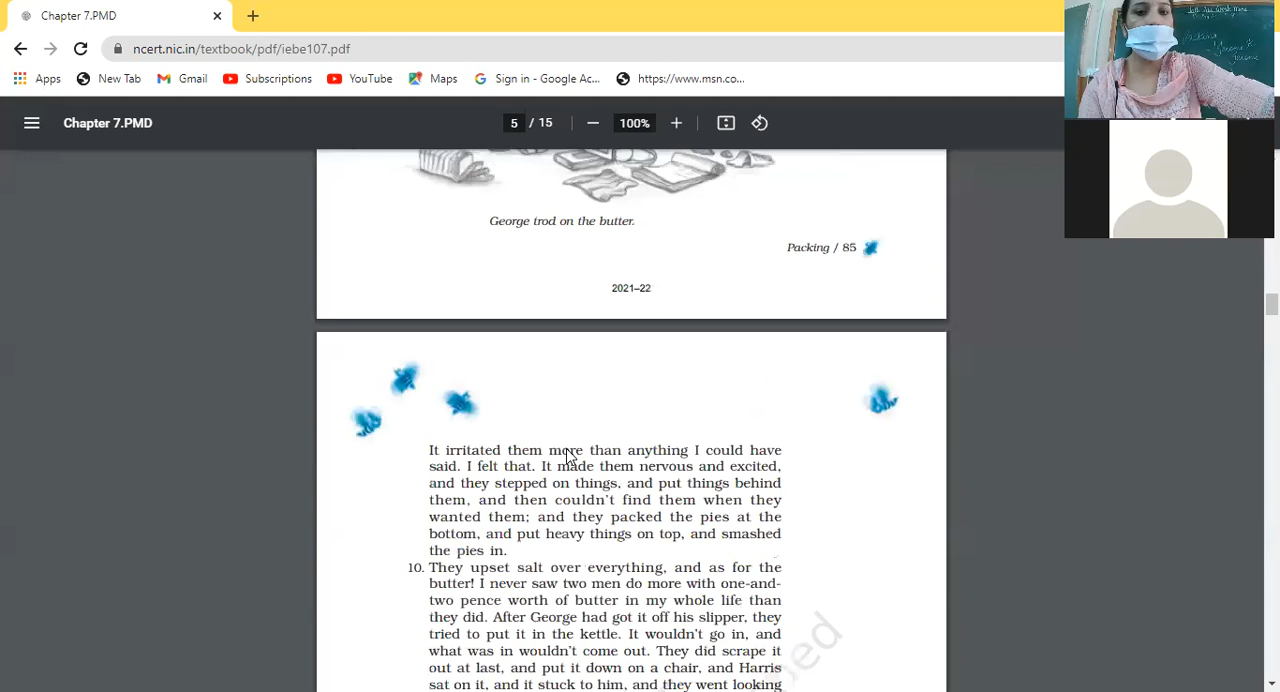 Chapter 7.PMD
ncert.nic.in/textbook/pdf/iebe107.pdf
Apps New Tab Gmail Subscriptions YouTube Maps Sign in - Google Ac... https://www.msn.co...
Chapter 7.PMD 5 / 15 100%
George trod on the butter.
Packing / 85
2021–22
It irritated them more than anything I could have
said. I felt that. It made them nervous and excited,
and they stepped on things, and put things behind
them, and then couldn't find them when they
wanted them; and they packed the pies at the
bottom, and put heavy things on top, and smashed
the pies in.
10. They upset salt over everything, and as for the
butter! I never saw two men do more with one-and-
two pence worth of butter in my whole life than
they did. After George had got it off his slipper, they
tried to put it in the kettle. It wouldn't go in, and
what was in wouldn't come out. They did scrape it
out at last, and put it down on a chair, and Harris
sat on it, and it stuck to him, and they went looking
Packing
Jerome K
Jerome